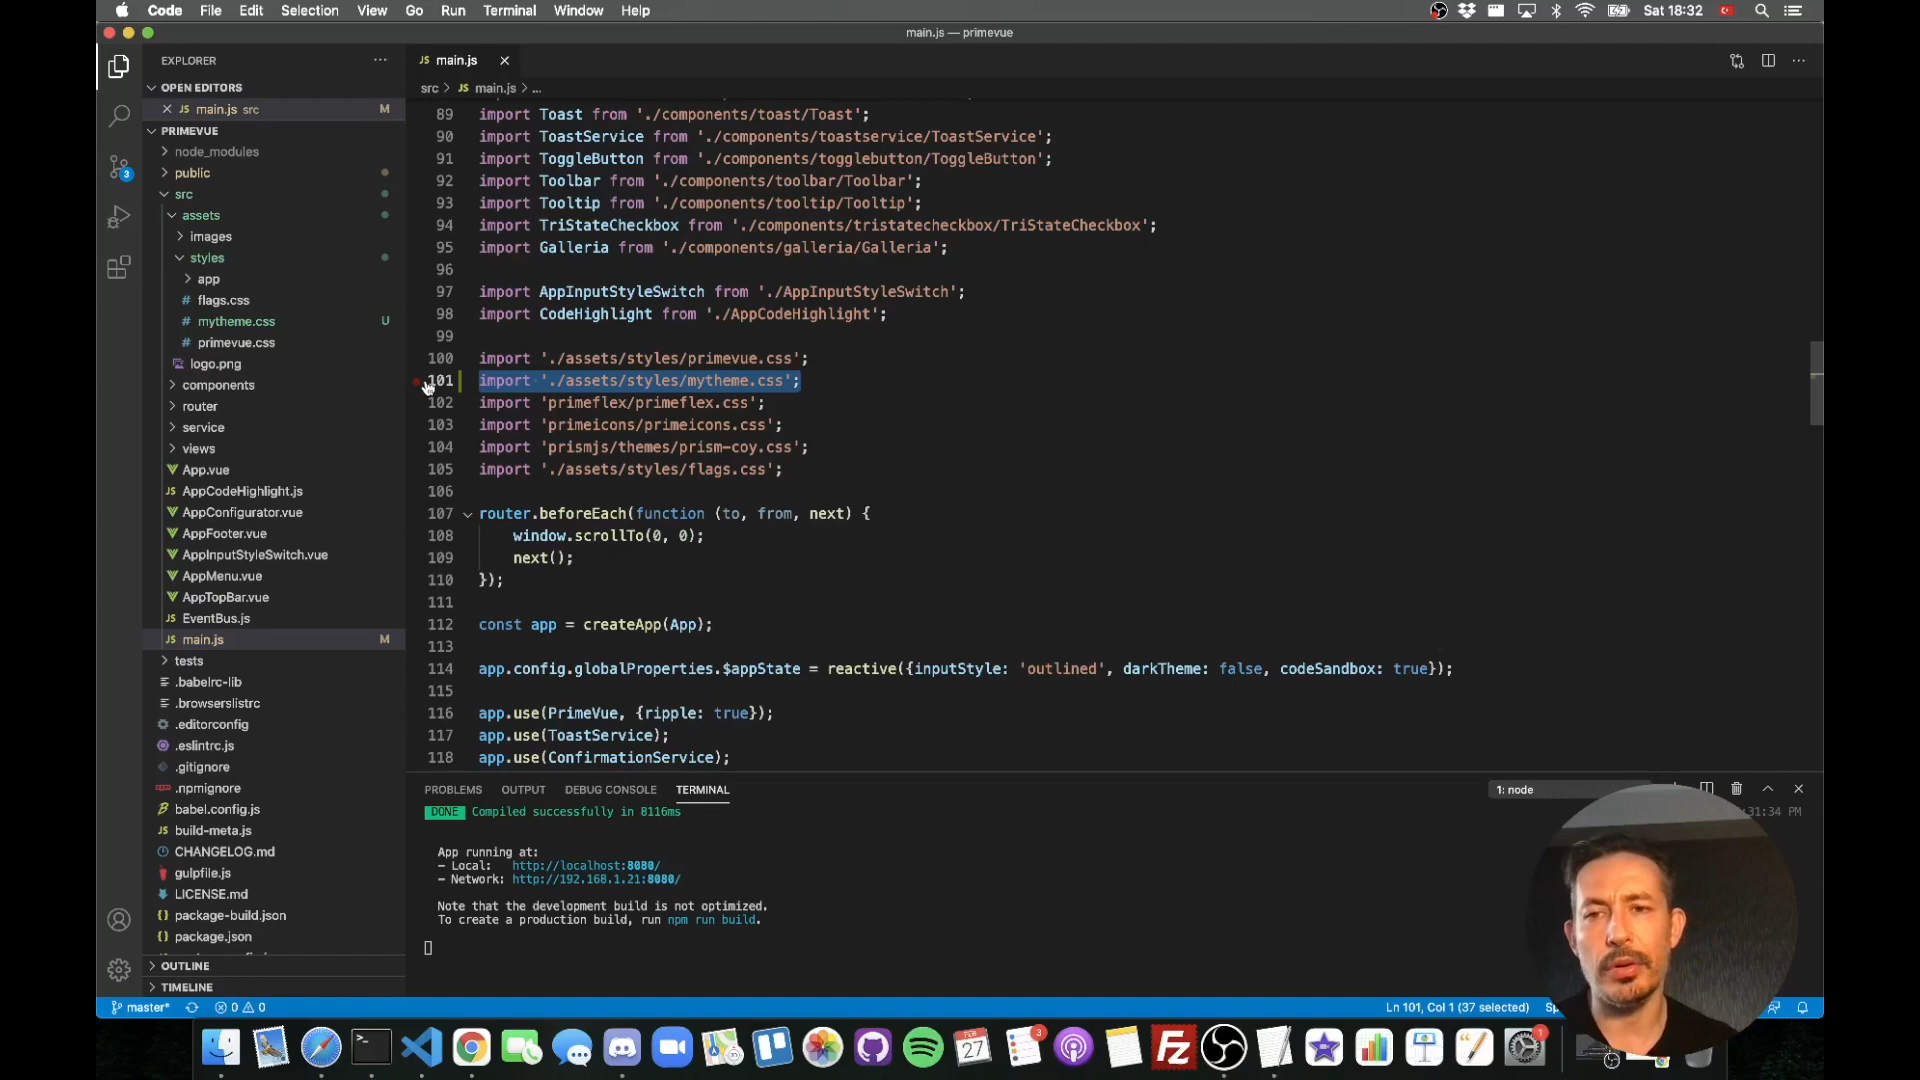 Code File Edit Selection View Go Run Terminal Window Help
Sat 18:32
main.js — primevue
EXPLORER
main.js
OPEN EDITORS
main.js src M
src > main.js > ...
PRIMEVUE
node_modules
public
src
assets
images
styles
app
flags.css
mytheme.css U
primevue.css
logo.png
components
router
service
views
App.vue
AppCodeHighlight.js
AppConfigurator.vue
AppFooter.vue
AppInputStyleSwitch.vue
AppMenu.vue
AppTopBar.vue
EventBus.js
main.js M
tests
.babelrc-lib
.browserslistrc
.editorconfig
.eslintrc.js
.gitignore
.npmignore
babel.config.js
build-meta.js
CHANGELOG.md
gulpfile.js
LICENSE.md
package-build.json
package.json
OUTLINE
TIMELINE
3
89 import Toast from './components/toast/Toast';
90 import ToastService from './components/toastservice/ToastService';
91 import ToggleButton from './components/togglebutton/ToggleButton';
92 import Toolbar from './components/toolbar/Toolbar';
93 import Tooltip from './components/tooltip/Tooltip';
94 import TriStateCheckbox from './components/tristatecheckbox/TriStateCheckbox';
95 import Galleria from './components/galleria/Galleria';
96
97 import AppInputStyleSwitch from './AppInputStyleSwitch';
98 import CodeHighlight from './AppCodeHighlight';
99
100 import './assets/styles/primevue.css';
101 import './assets/styles/mytheme.css';
102 import 'primeflex/primeflex.css';
103 import 'primeicons/primeicons.css';
104 import 'prismjs/themes/prism-coy.css';
105 import './assets/styles/flags.css';
106
107 router.beforeEach(function (to, from, next) {
108 window.scrollTo(0, 0);
109 next();
110 });
111
112 const app = createApp(App);
113
114 app.config.globalProperties.$appState = reactive({inputStyle: 'outlined', darkTheme: false, codeSandbox: true});
115
116 app.use(PrimeVue, {ripple: true});
117 app.use(ToastService);
118 app.use(ConfirmationService);
PROBLEMS OUTPUT DEBUG CONSOLE TERMINAL
1: node
DONE Compiled successfully in 8116ms
:31:34 PM
App running at:
- Local: http://localhost:8080/
- Network: http://192.168.1.21:8080/
Note that the development build is not optimized.
To create a production build, run npm run build.
master* 0 0
Ln 101, Col 1 (37 selected)
27
3
1